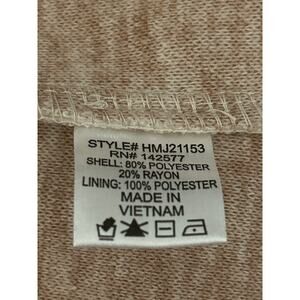 STYLE# HMJ21153
RN# 142577
SHELL: 80% POLYESTER
20% RAYON
LINING: 100% POLYESTER
MADE IN
VIETNAM